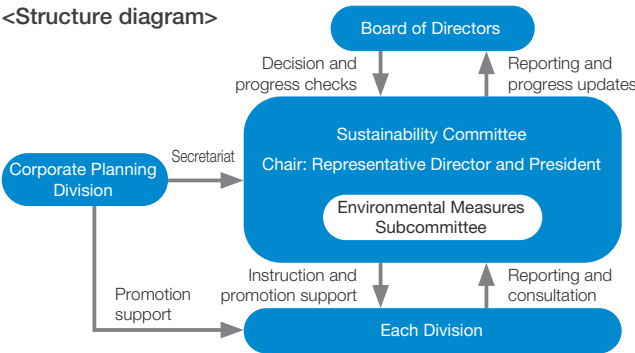 <Structure diagram>
Board of Directors
Decision and
progress checks
Reporting and
progress updates
Sustainability Committee
Chair: Representative Director and President
Environmental Measures
Subcommittee
Secretariat
Corporate Planning
Division
Instruction and
promotion support
Reporting and
consultation
Promotion
support
Each Division